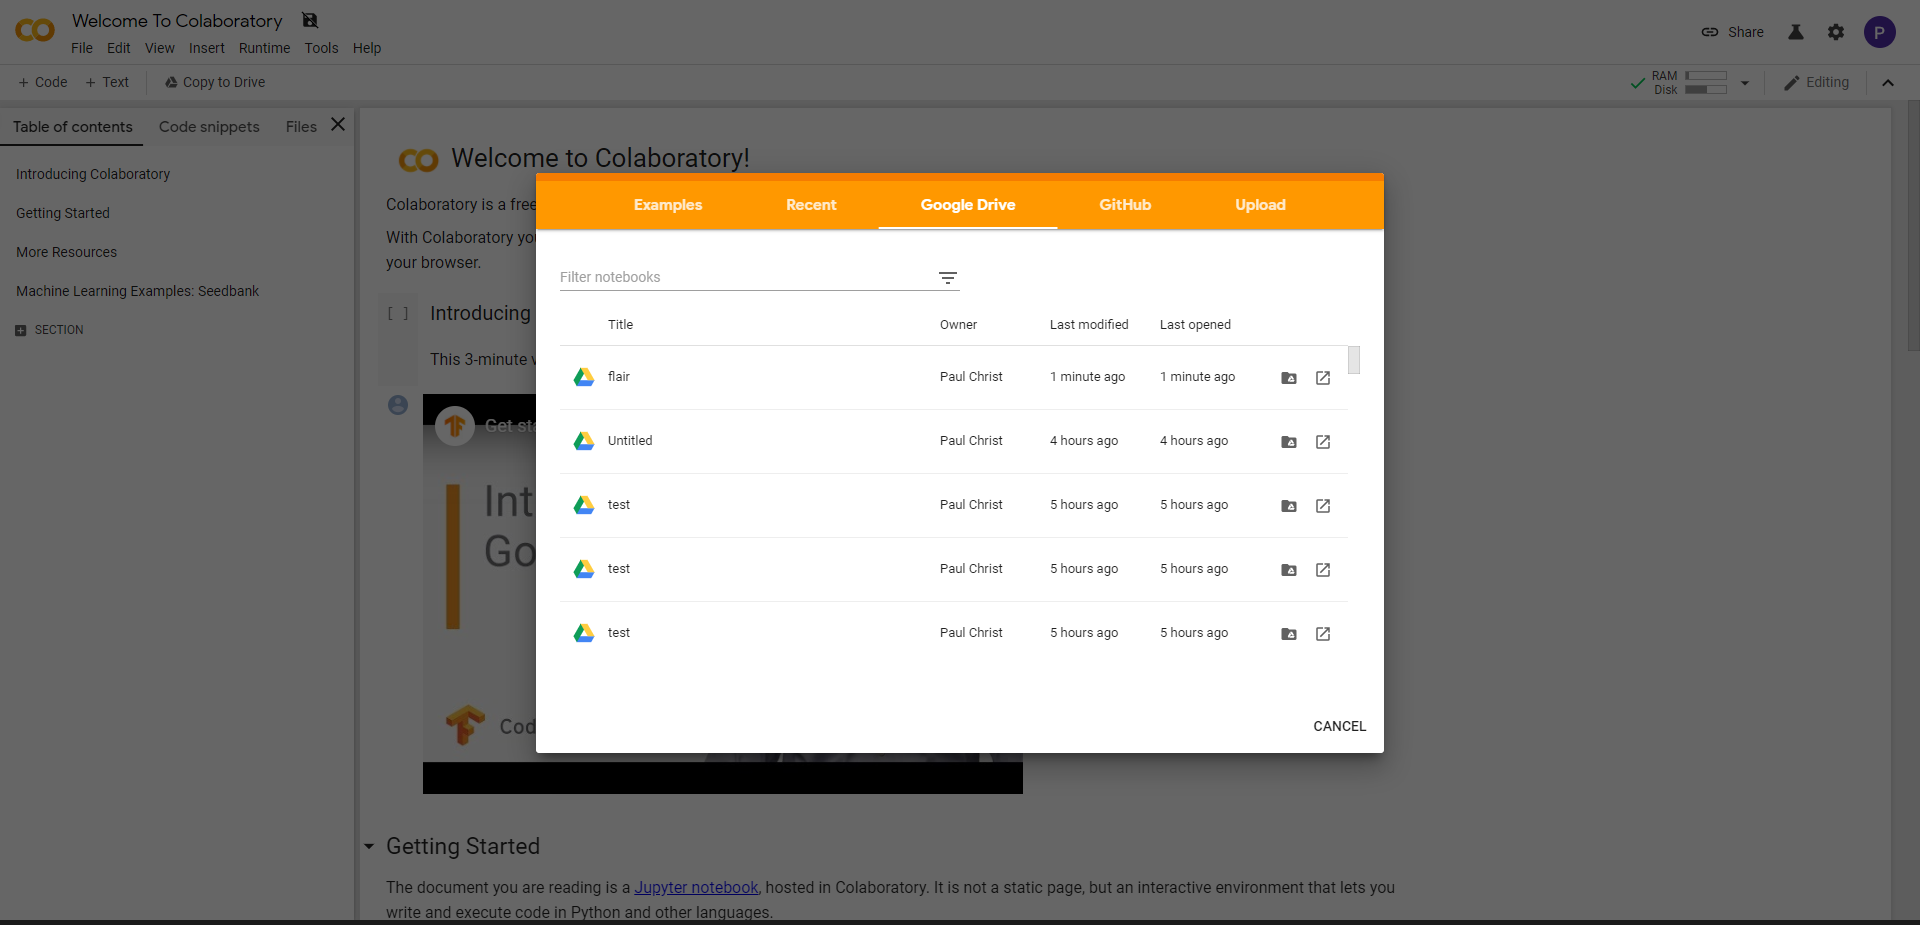 Welcome To Colaboratory
File Edit View Insert Runtime Tools Help
Share
P
+ Code + Text Copy to Drive
RAM
Disk
Editing
Table of contents Code snippets Files
Introducing Colaboratory
Getting Started
More Resources
Machine Learning Examples: Seedbank
SECTION
Welcome to Colaboratory!
Colaboratory is a free
With Colaboratory
your browser.
[ ] Introducing
This 3-minute
Get
Cod
Examples Recent Google Drive GitHub Upload
Filter notebooks
Title Owner Last modified Last opened
flair Paul Christ 1 minute ago 1 minute ago
Untitled Paul Christ 4 hours ago 4 hours ago
test Paul Christ 5 hours ago 5 hours ago
test Paul Christ 5 hours ago 5 hours ago
test Paul Christ 5 hours ago 5 hours ago
CANCEL
Getting Started
The document you are reading is a Jupyter notebook, hosted in Colaboratory. It is not a static page, but an interactive environment that lets you
write and execute code in Python and other languages.